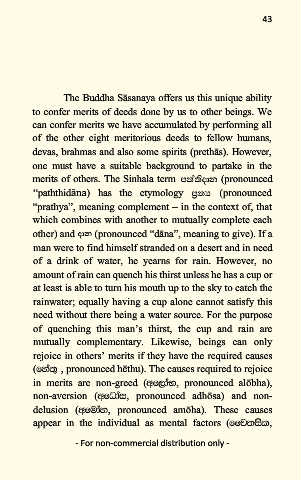 43
The Buddha Sāsanaya offers us this unique ability
to confer merits of deeds done by us to other beings. We
can confer merits we have accumulated by performing all
of the other eight meritorious deeds to fellow humans,
devas, brahmas and also some spirits (prethās). However,
one must have a suitable background to partake in the
merits of others. The Sinhala term පත්තිදාන (pronounced
“paththidāna) has the etymology ප්‍රත්‍යය (pronounced
“prathya”, meaning complement – in the context of, that
which combines with another to mutually complete each
other) and දාන (pronounced “dāna”, meaning to give). If a
man were to find himself stranded on a desert and in need
of a drink of water, he yearns for rain. However, no
amount of rain can quench his thirst unless he has a cup or
at least is able to turn his mouth up to the sky to catch the
rainwater; equally having a cup alone cannot satisfy this
need without there being a water source. For the purpose
of quenching this man’s thirst, the cup and rain are
mutually complementary. Likewise, beings can only
rejoice in others’ merits if they have the required causes
(හේතු , pronounced hēthu). The causes required to rejoice
in merits are non-greed (අලෝභ, pronounced alōbha),
non-aversion (අදෝස, pronounced adhōsa) and non-
delusion (අමෝහ, pronounced amōha). These causes
appear in the individual as mental factors (චෛතසික,
- For non-commercial distribution only -